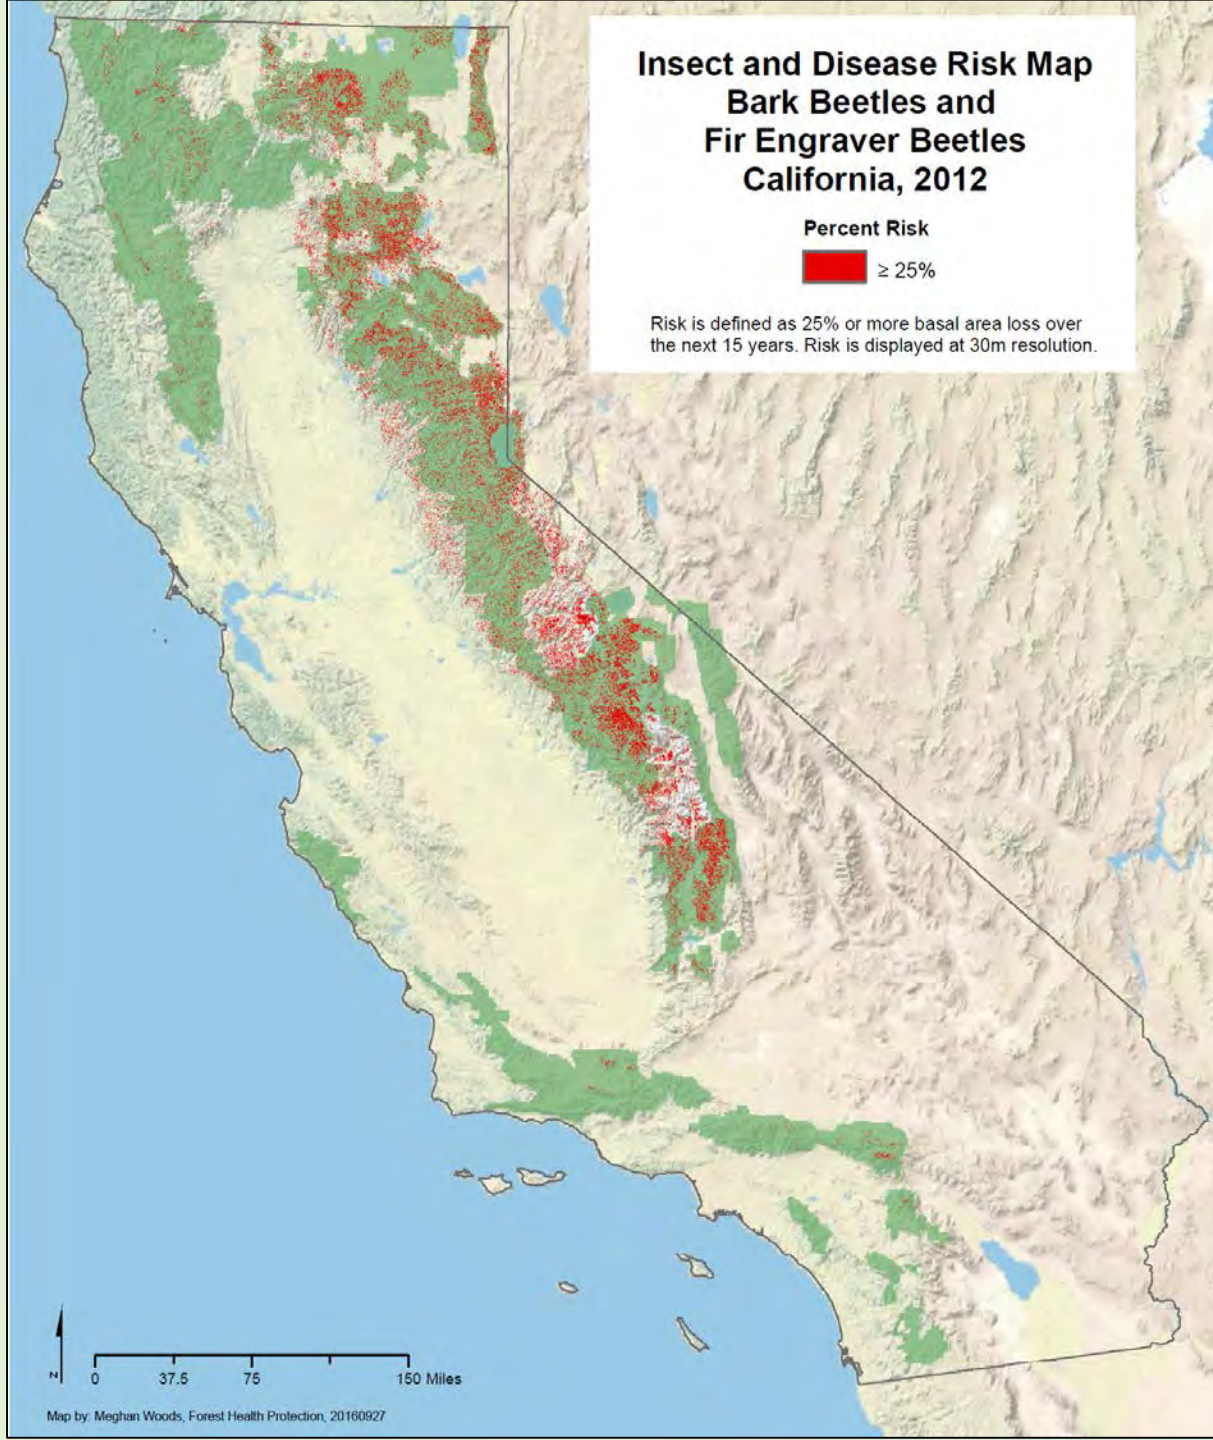 Insect and Disease Risk Map
Bark Beetles and
Fir Engraver Beetles
California, 2012
Percent Risk
≥ 25%
Risk is defined as 25% or more basal area loss over
the next 15 years. Risk is displayed at 30m resolution.
N
0 37.5 75 150 Miles
Map by: Meghan Woods, Forest Health Protection, 20160927